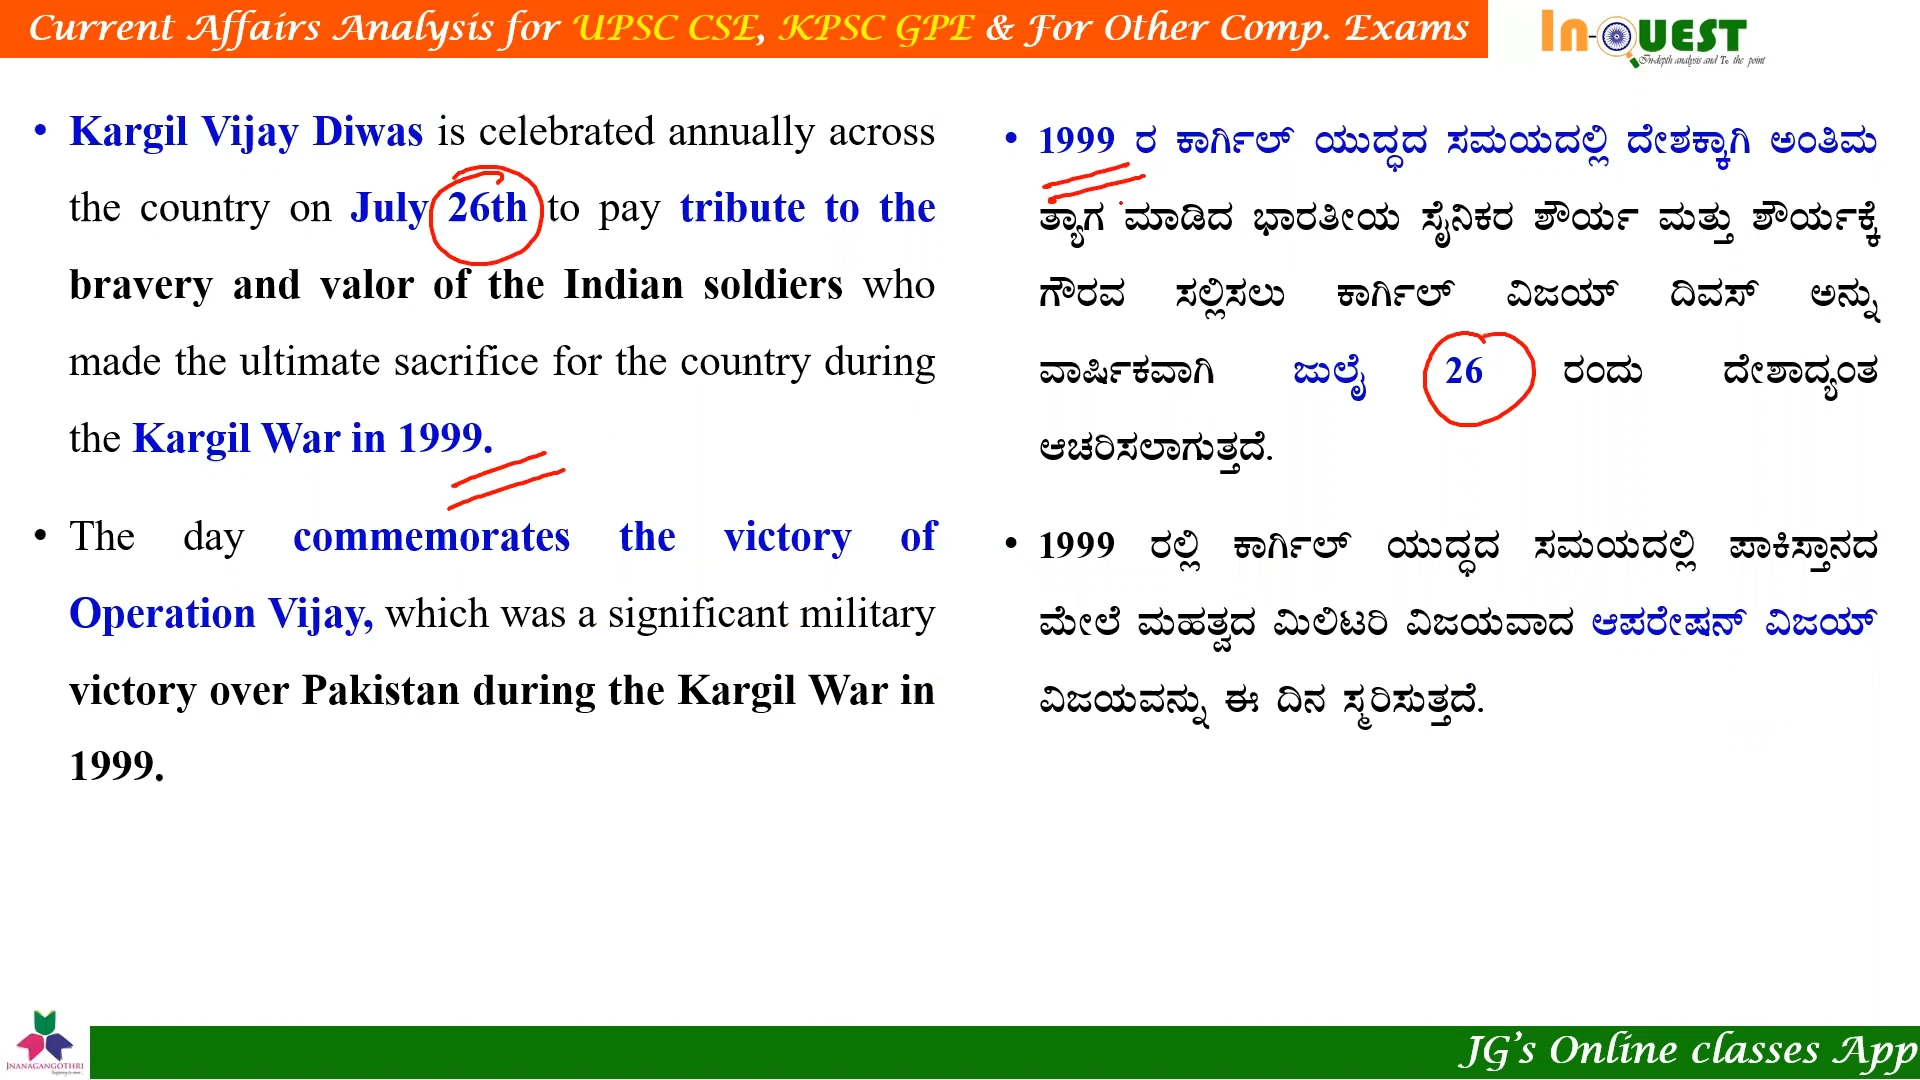 Current Affairs Analysis for UPSC CSE, KPSC GPE & For Other Comp. Exams
In-QUEST
In-depth analysis and To the point
• Kargil Vijay Diwas is celebrated annually across
the country on July 26th to pay tribute to the
bravery and valor of the Indian soldiers who
made the ultimate sacrifice for the country during
the Kargil War in 1999.
• The day commemorates the victory of
Operation Vijay, which was a significant military
victory over Pakistan during the Kargil War in
1999.
• 1999 ರ ಕಾರ್ಗಿಲ್ ಯುದ್ಧದ ಸಮಯದಲ್ಲಿ ದೇಶಕ್ಕಾಗಿ ಅಂತಿಮ
ತ್ಯಾಗ ಮಾಡಿದ ಭಾರತೀಯ ಸೈನಿಕರ ಶೌರ್ಯ ಮತ್ತು ಶೌರ್ಯಕ್ಕೆ
ಗೌರವ ಸಲ್ಲಿಸಲು ಕಾರ್ಗಿಲ್ ವಿಜಯ್ ದಿವಸ್ ಅನ್ನು
ವಾರ್ಷಿಕವಾಗಿ ಜುಲೈ 26 ರಂದು ದೇಶಾದ್ಯಂತ
ಆಚರಿಸಲಾಗುತ್ತದೆ.
• 1999 ರಲ್ಲಿ ಕಾರ್ಗಿಲ್ ಯುದ್ಧದ ಸಮಯದಲ್ಲಿ ಪಾಕಿಸ್ತಾನದ
ಮೇಲೆ ಮಹತ್ವದ ಮಿಲಿಟರಿ ವಿಜಯವಾದ ಆಪರೇಷನ್ ವಿಜಯ್
ವಿಜಯವನ್ನು ಈ ದಿನ ಸ್ಮರಿಸುತ್ತದೆ.
JNANAGANGOTHRI
JG's Online classes App